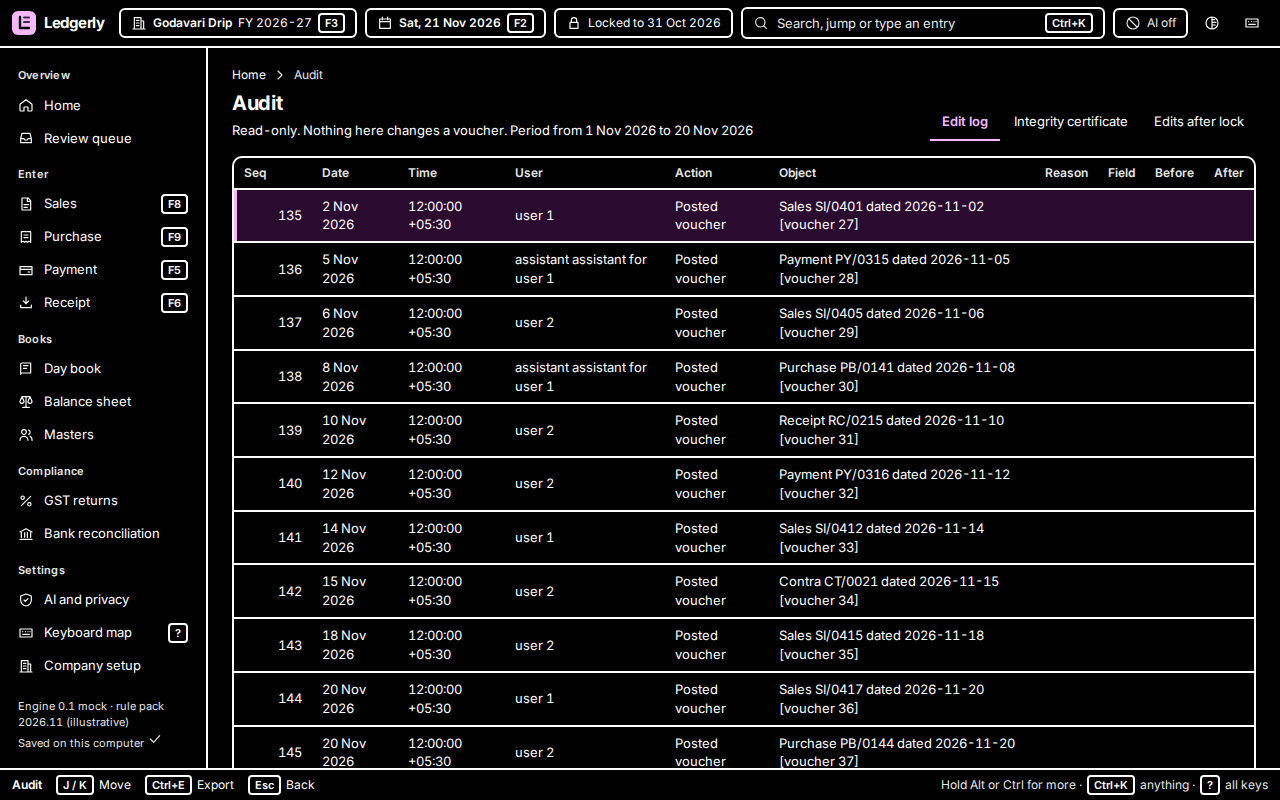 Ledgerly
Godavari Drip FY 2026-27 F3
Sat, 21 Nov 2026 F2
Locked to 31 Oct 2026
Search, jump or type an entry Ctrl+K
AI off
Overview
Home
Review queue
Enter
Sales F8
Purchase F9
Payment F5
Receipt F6
Books
Day book
Balance sheet
Masters
Compliance
GST returns
Bank reconciliation
Settings
AI and privacy
Keyboard map ?
Company setup
Engine 0.1 mock · rule pack
2026.11 (illustrative)
Saved on this computer
Home > Audit
Audit
Read-only. Nothing here changes a voucher. Period from 1 Nov 2026 to 20 Nov 2026
Edit log Integrity certificate Edits after lock
Seq Date Time User Action Object Reason Field Before After
135 2 Nov 2026 12:00:00 +05:30 user 1 Posted voucher Sales SI/0401 dated 2026-11-02 [voucher 27]
136 5 Nov 2026 12:00:00 +05:30 assistant assistant for user 1 Posted voucher Payment PY/0315 dated 2026-11-05 [voucher 28]
137 6 Nov 2026 12:00:00 +05:30 user 2 Posted voucher Sales SI/0405 dated 2026-11-06 [voucher 29]
138 8 Nov 2026 12:00:00 +05:30 assistant assistant for user 1 Posted voucher Purchase PB/0141 dated 2026-11-08 [voucher 30]
139 10 Nov 2026 12:00:00 +05:30 user 2 Posted voucher Receipt RC/0215 dated 2026-11-10 [voucher 31]
140 12 Nov 2026 12:00:00 +05:30 user 2 Posted voucher Payment PY/0316 dated 2026-11-12 [voucher 32]
141 14 Nov 2026 12:00:00 +05:30 user 1 Posted voucher Sales SI/0412 dated 2026-11-14 [voucher 33]
142 15 Nov 2026 12:00:00 +05:30 user 2 Posted voucher Contra CT/0021 dated 2026-11-15 [voucher 34]
143 18 Nov 2026 12:00:00 +05:30 user 2 Posted voucher Sales SI/0415 dated 2026-11-18 [voucher 35]
144 20 Nov 2026 12:00:00 +05:30 user 1 Posted voucher Sales SI/0417 dated 2026-11-20 [voucher 36]
145 20 Nov 2026 12:00:00 +05:30 user 2 Posted voucher Purchase PB/0144 dated 2026-11-20 [voucher 37]
Audit J / K Move Ctrl+E Export Esc Back
Hold Alt or Ctrl for more · Ctrl+K anything · ? all keys